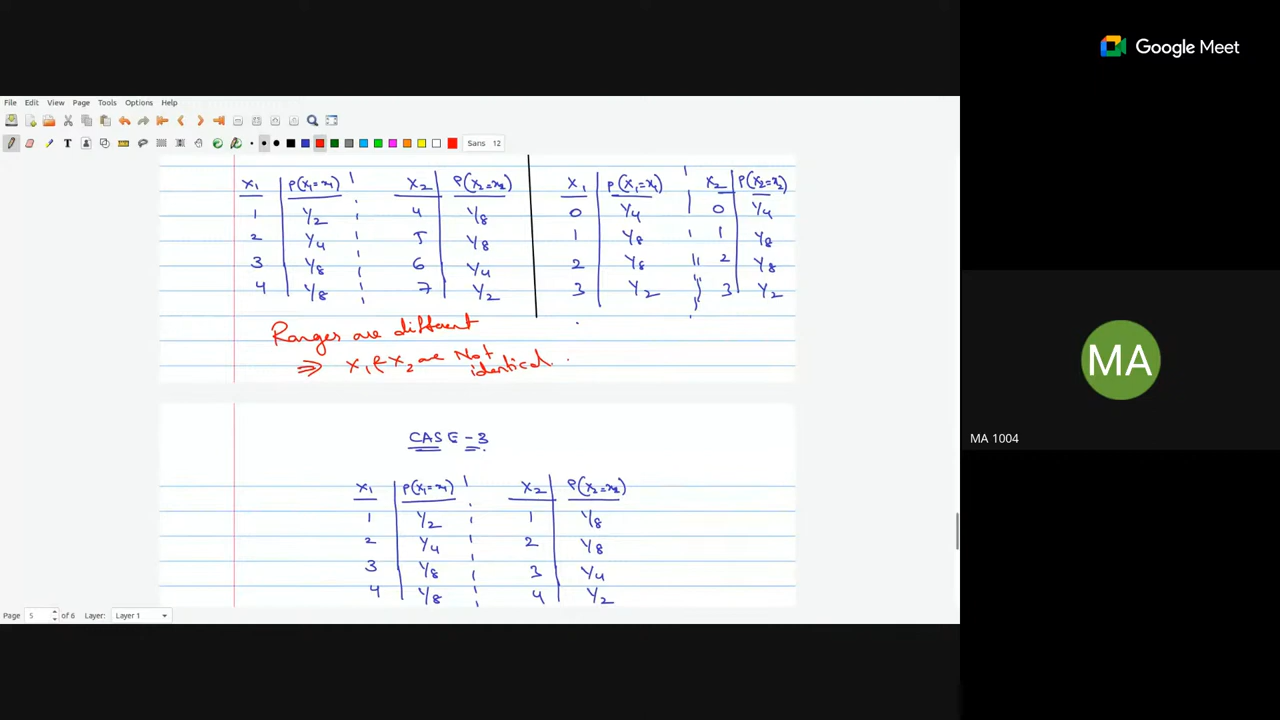 Google Meet
File Edit View Page Tools Options Help
Sans 12
X1 P(X1=x1) X2 P(X2=x2) X1 P(X1=x1) X2 P(X2=x2)
1 1/2 4 1/8 0 1/4 0 1/4
2 1/4 5 1/8 1 1/8 1 1/8
3 1/8 6 1/4 2 1/8 2 1/8
4 1/8 7 1/2 3 1/2 3 1/2
Ranges are different
⇒ X1 & X2 are Not identical.
MA
MA 1004
CASE-3
X1 P(X1=x1) X2 P(X2=x2)
1 1/2 1 1/8
2 1/4 2 1/8
3 1/8 3 1/4
4 1/8 4 1/2
Page 5 of 6 Layer: Layer 1